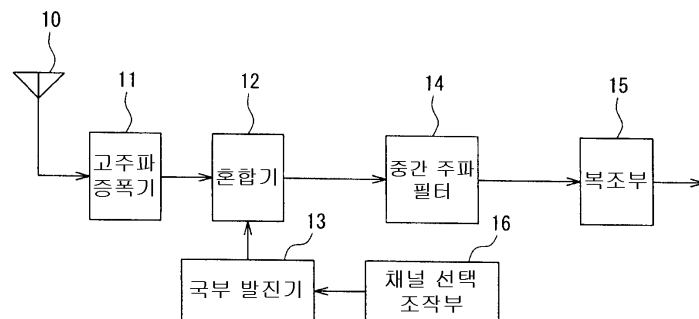 10
11
고주파
증폭기
12
혼합기
14
중간 주파
필터
15
복조부
13
국부 발진기
16
채널 선택
조작부